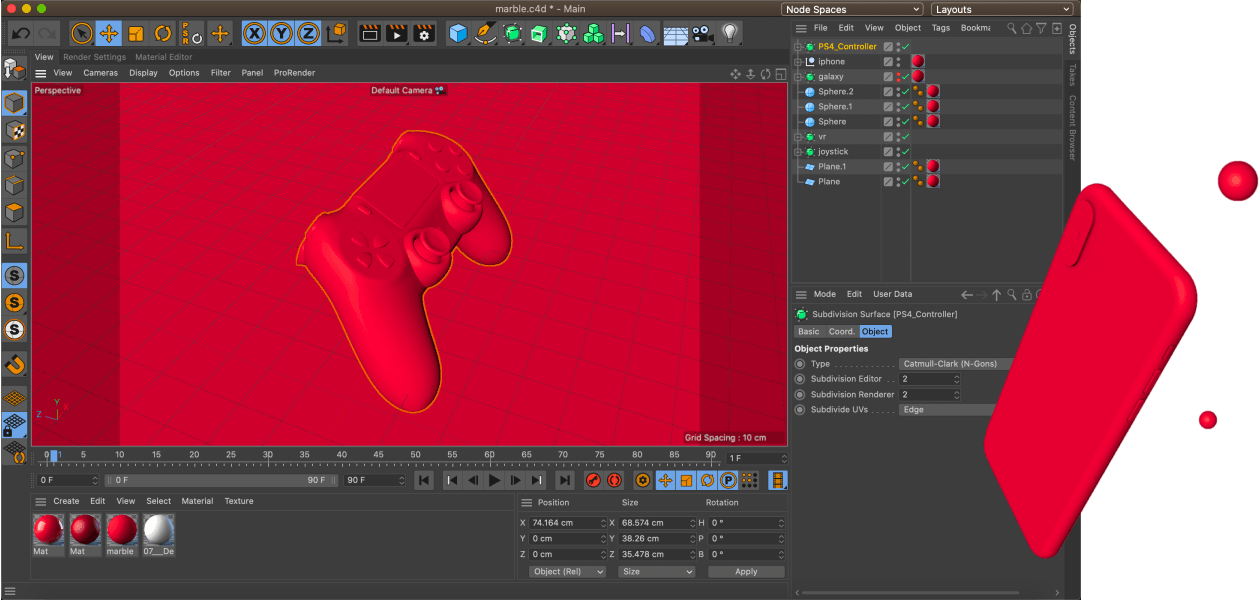 marble.c4d * - Main
Node Spaces
Layouts
File Edit View Object Tags Bookma
PS4_Controller
iphone
galaxy
Sphere.2
Sphere.1
Sphere
vr
joystick
Plane.1
Plane
Objects
Takes
Content Browser
PSR
X Y Z
View Render Settings Material Editor
View Cameras Display Options Filter Panel ProRender
Perspective
Default Camera
S
S
S
Y
Z X
Grid Spacing : 10 cm
0 1 5 10 15 20 25 30 35 40 45 50 55 60 65 70 75 80 85 90
1 F
0 F
0 F
90 F
90 F
P
Create Edit View Select Material Texture
Mat
Mat
marble
07__De
Position Size Rotation
X 74.164 cm X 68.574 cm H 0 °
Y 0 cm Y 38.26 cm P 0 °
Z 0 cm Z 35.478 cm B 0 °
Object (Rel) Size Apply
Mode Edit User Data
Subdivision Surface [PS4_Controller]
Basic Coord. Object
Object Properties
Type . . . . . . . . . . . . Catmull-Clark (N-Gons)
Subdivision Editor . . 2
Subdivision Renderer 2
Subdivide UVs . . . . . Edge